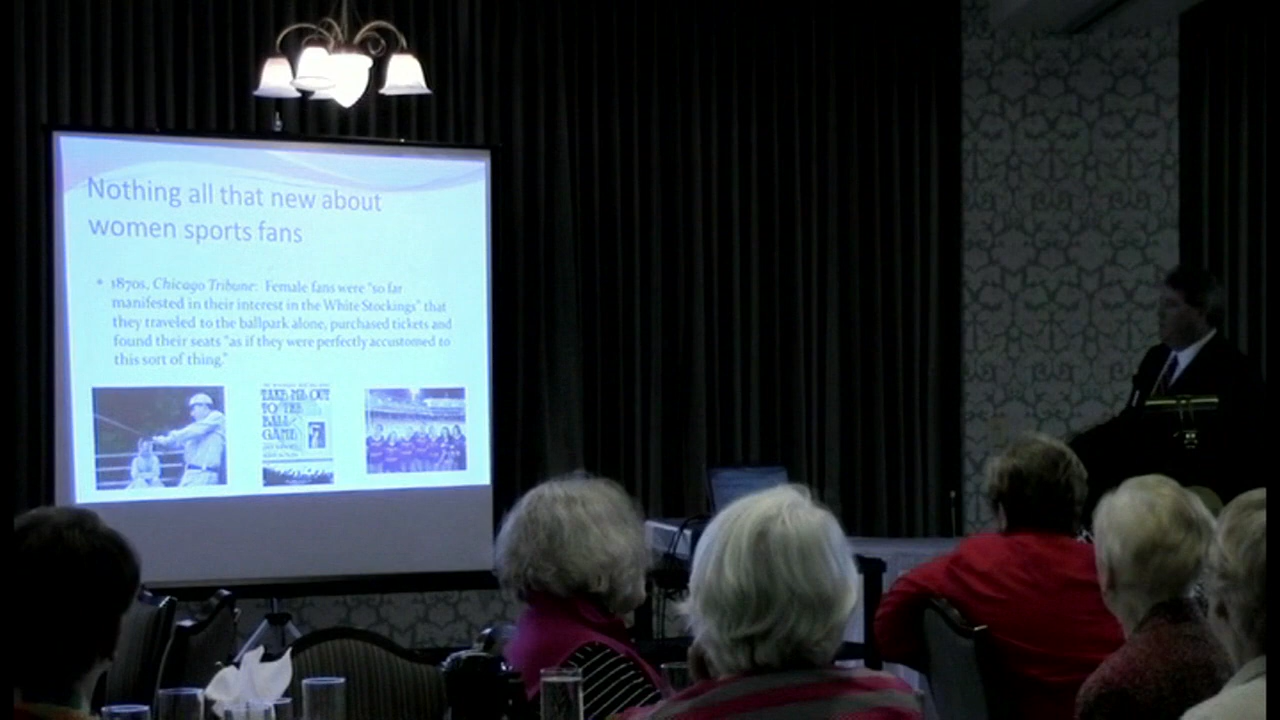 Nothing all that new about
women sports fans
• 1870s, Chicago Tribune: Female fans were "so far
manifested in their interest in the White Stockings" that
they traveled to the ballpark alone, purchased tickets and
found their seats "as if they were perfectly accustomed to
this sort of thing."
TAKE ME OUT
TO THE
BALL
GAME